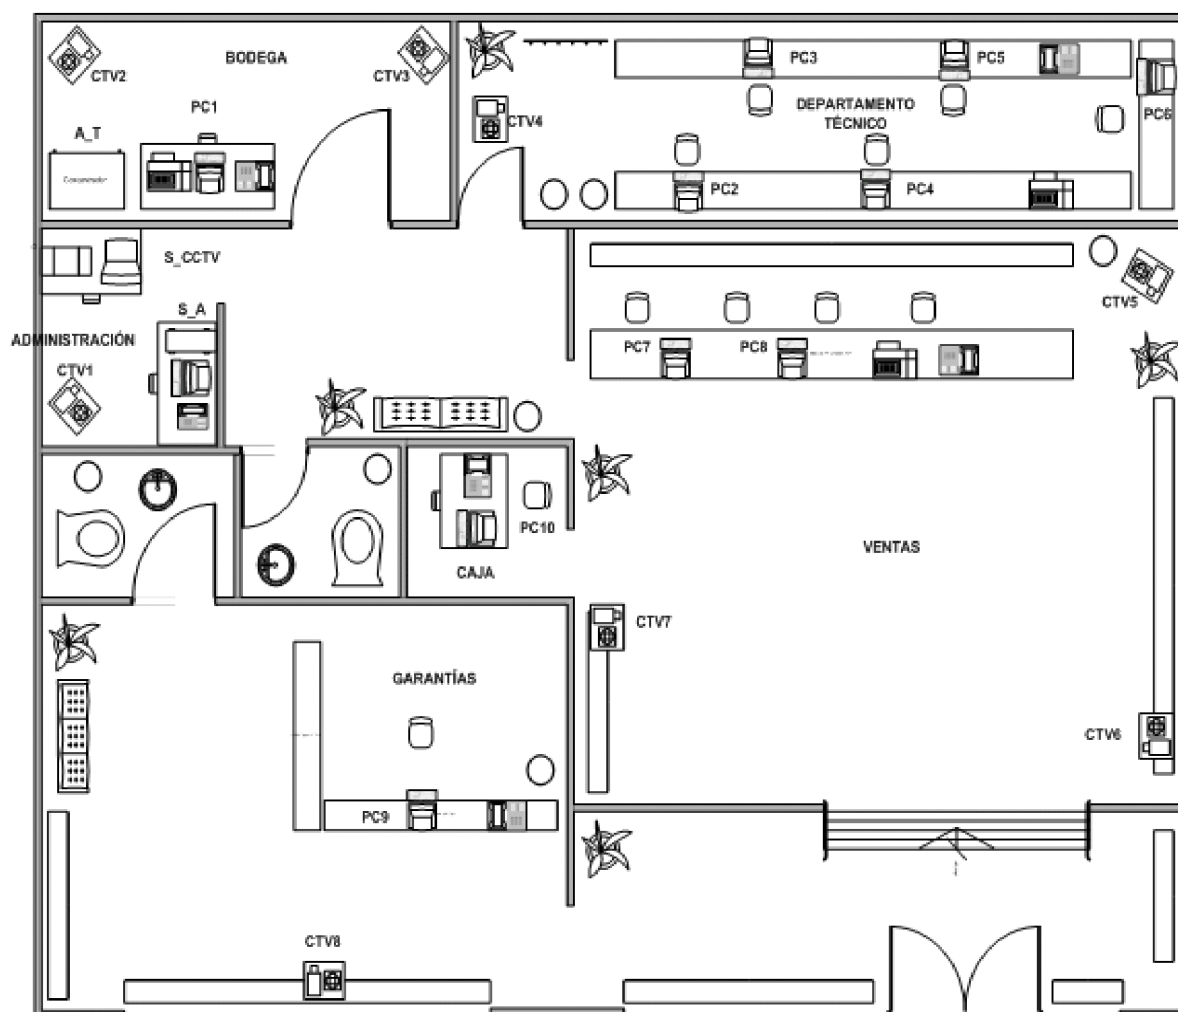 BODEGA
CTV2
CTV3
PC1
A_T
PC3
PC5
CTV4
DEPARTAMENTO
TÉCNICO
PC6
PC2
PC4
S_CCTV
S_A
ADMINISTRACIÓN
CTV1
CTV5
PC7
PC8
PC10
CAJA
VENTAS
CTV7
GARANTÍAS
CTV6
PC9
CTV8